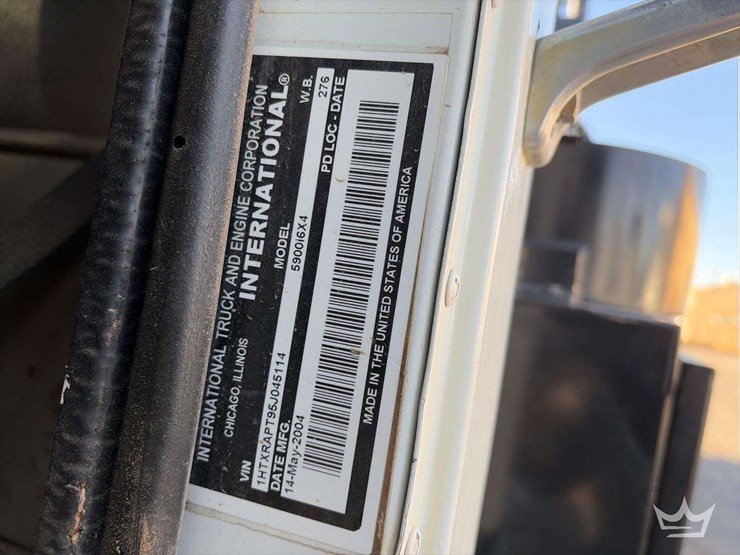 INTERNATIONAL TRUCK AND ENGINE CORPORATION
CHICAGO, ILLINOIS
INTERNATIONAL®
VIN
MODEL
W.B.
1HTXRAPT95J045114
5900i6X4
276
DATE MFG.
PD LOC - DATE
14-May-2004
MADE IN THE UNITED STATES OF AMERICA